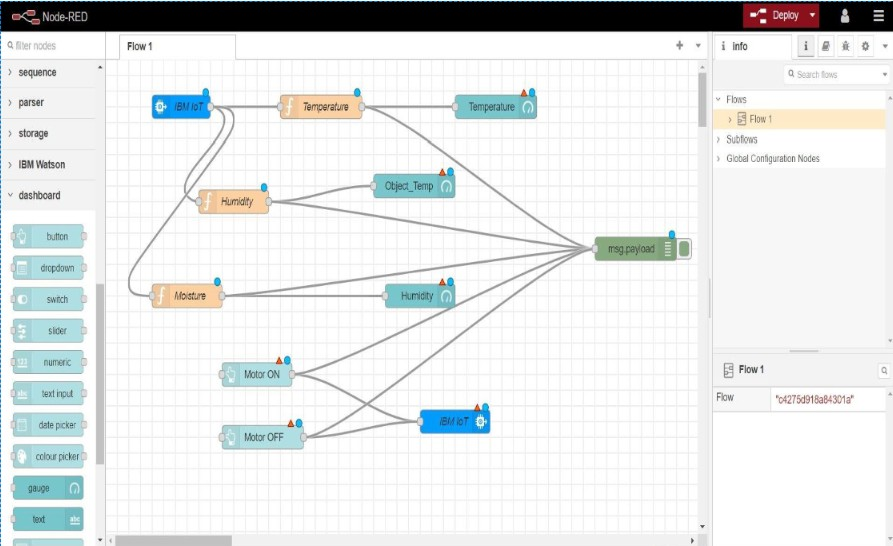 Node-RED
Deploy
filter nodes
Flow 1
info
i
Search flows
sequence
parser
storage
IBM Watson
dashboard
button
dropdown
switch
slider
numeric
text input
date picker
colour picker
gauge
text
abc
IBM IoT
Temperature
Temperature
Humidity
Object_Temp
msg.payload
Moisture
Humidity
Motor ON
Motor OFF
IBM IoT
Flows
Flow 1
Subflows
Global Configuration Nodes
Flow 1
Flow
"c4275d918a84301a"